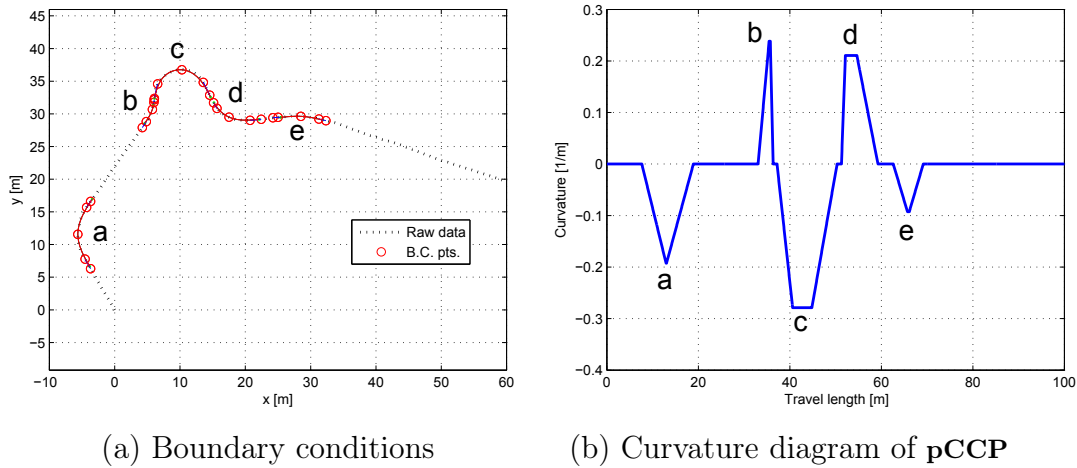 45
40
35
30
25
20
15
10
5
0
−5
−10 0 10 20 30 40 50 60
x [m]
y [m]
a
b
c
d
e
Raw data
B.C. pts.
(a) Boundary conditions
0.3
0.2
0.1
0
−0.1
−0.2
−0.3
−0.4
0 20 40 60 80 100
Travel length [m]
Curvature [1/m]
a
b
c
d
e
(b) Curvature diagram of pCCP